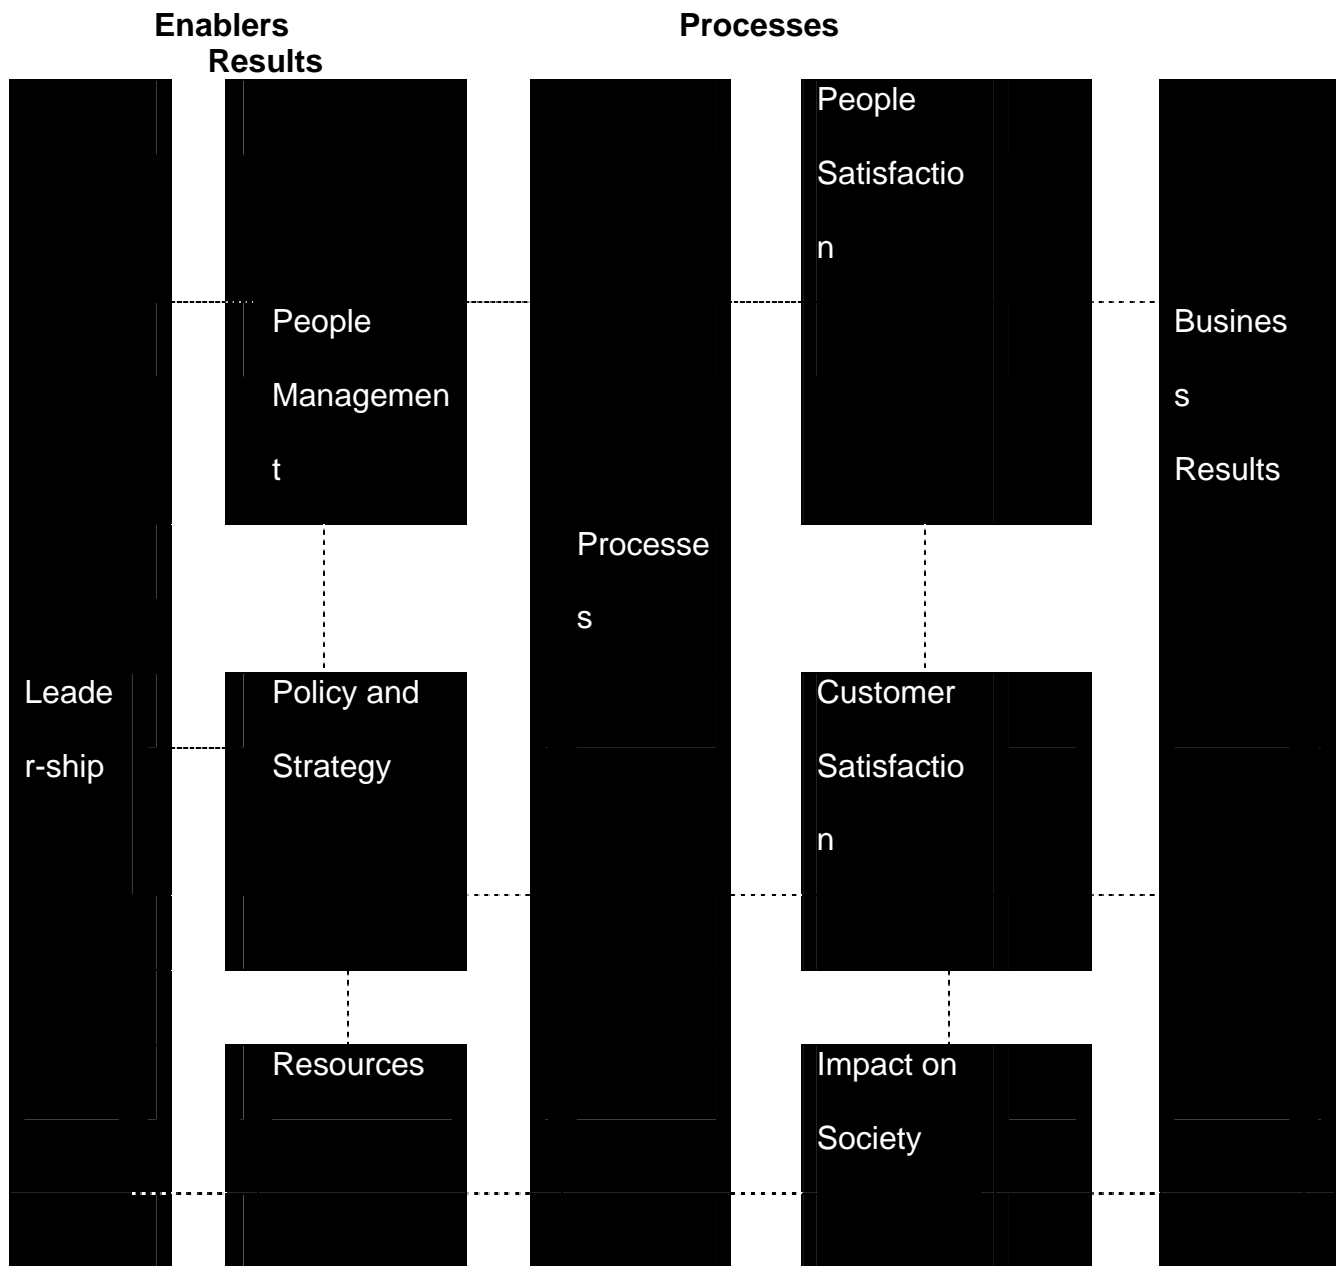 Enablers Processes
Results
People
Satisfactio
n
People
Managemen
t
Busines
s
Results
Processe
s
Leade
r-ship
Policy and
Strategy
Customer
Satisfactio
n
Resources
Impact on
Society